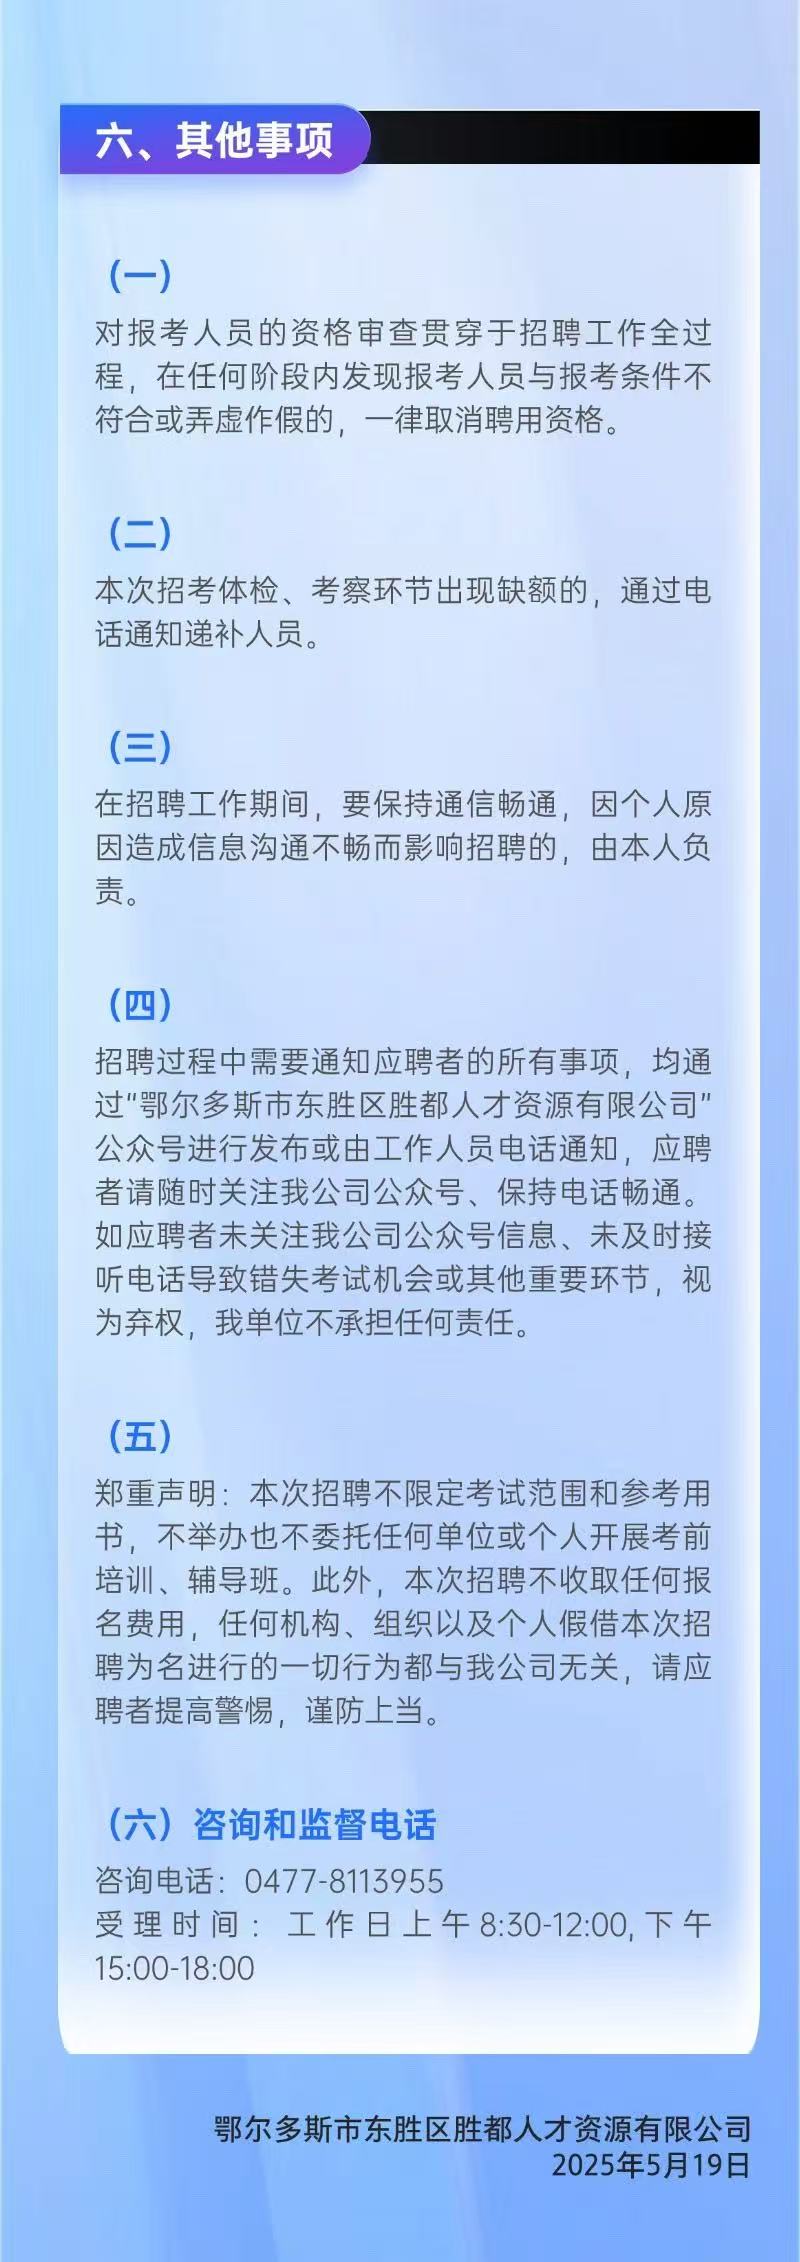 六、其他事项
（一）
对报考人员的资格审查贯穿于招聘工作全过
程，在任何阶段内发现报考人员与报考条件不
符合或弄虚作假的，一律取消聘用资格。
（二）
本次招考体检、考察环节出现缺额的，通过电
话通知递补人员。
（三）
在招聘工作期间，要保持通信畅通，因个人原
因造成信息沟通不畅而影响招聘的，由本人负
责。
（四）
招聘过程中需要通知应聘者的所有事项，均通
过“鄂尔多斯市东胜区胜都人才资源有限公司”
公众号进行发布或由工作人员电话通知，应聘
者请随时关注我公司公众号、保持电话畅通。
如应聘者未关注我公司公众号信息、未及时接
听电话导致错失考试机会或其他重要环节，视
为弃权，我单位不承担任何责任。
（五）
郑重声明：本次招聘不限定考试范围和参考用
书，不举办也不委托任何单位或个人开展考前
培训、辅导班。此外，本次招聘不收取任何报
名费用，任何机构、组织以及个人假借本次招
聘为名进行的一切行为都与我公司无关，请应
聘者提高警惕，谨防上当。
（六）咨询和监督电话
咨询电话：0477-8113955
受理时间：工作日上午8:30-12:00,下午
15:00-18:00
鄂尔多斯市东胜区胜都人才资源有限公司
2025年5月19日